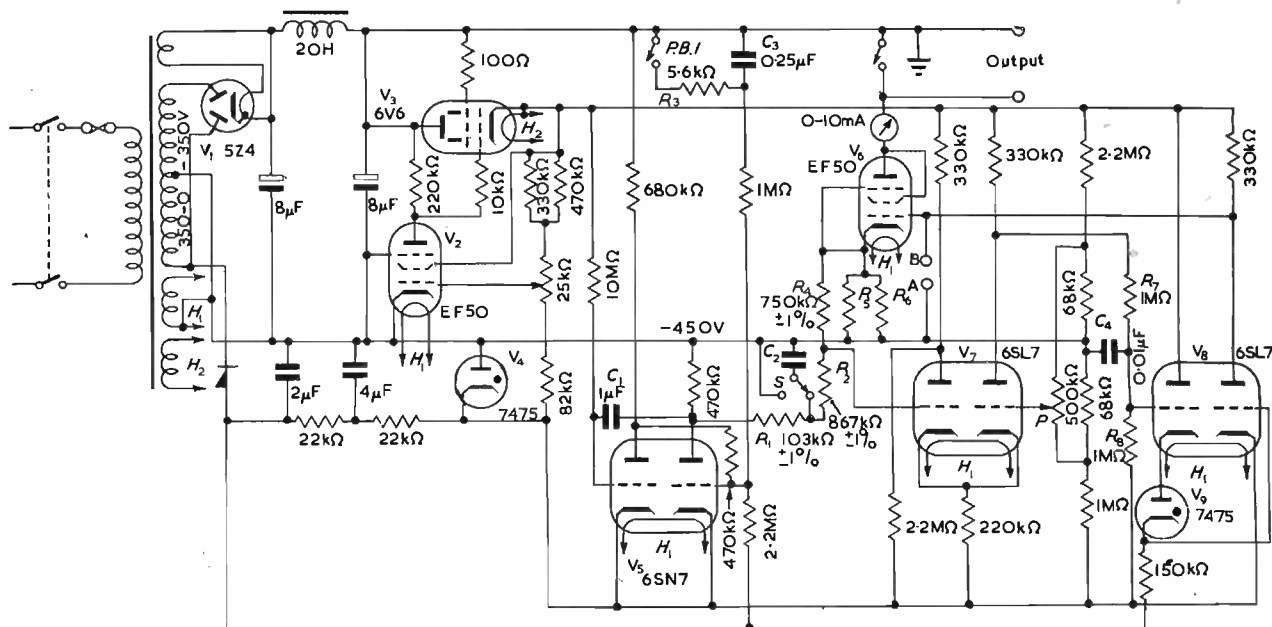 20H
100Ω
P.B.1
5.6kΩ
R3
C3
0.25μF
Output
V1 5Z4
350-0-350V
8μF
8μF
V3
6V6
H2
220kΩ
10kΩ
330kΩ
470kΩ
V2
EF50
H1
25kΩ
82kΩ
10MΩ
680kΩ
1MΩ
0-10mA
V6
EF50
H1
B
A
R4
750kΩ
±1%
R5
R6
330kΩ
330kΩ
2.2MΩ
330kΩ
R7
1MΩ
68kΩ
C4
0.01μF
H1
H2
2μF
4μF
22kΩ
22kΩ
V4
7475
-450V
C1
1μF
470kΩ
C2
S
R2
867kΩ
±1%
R1
103kΩ
±1%
V7
6SL7
H1
P
500kΩ
68kΩ
R8
1MΩ
1MΩ
V8
6SL7
H1
V9
7475
150kΩ
H1
V5
6SN7
470kΩ
2.2MΩ
2.2MΩ
220kΩ